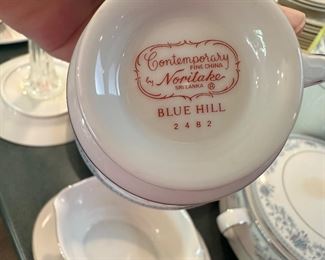 Contemporary
FINE CHINA
by Noritake
SRI LANKA ®
BLUE HILL
2482